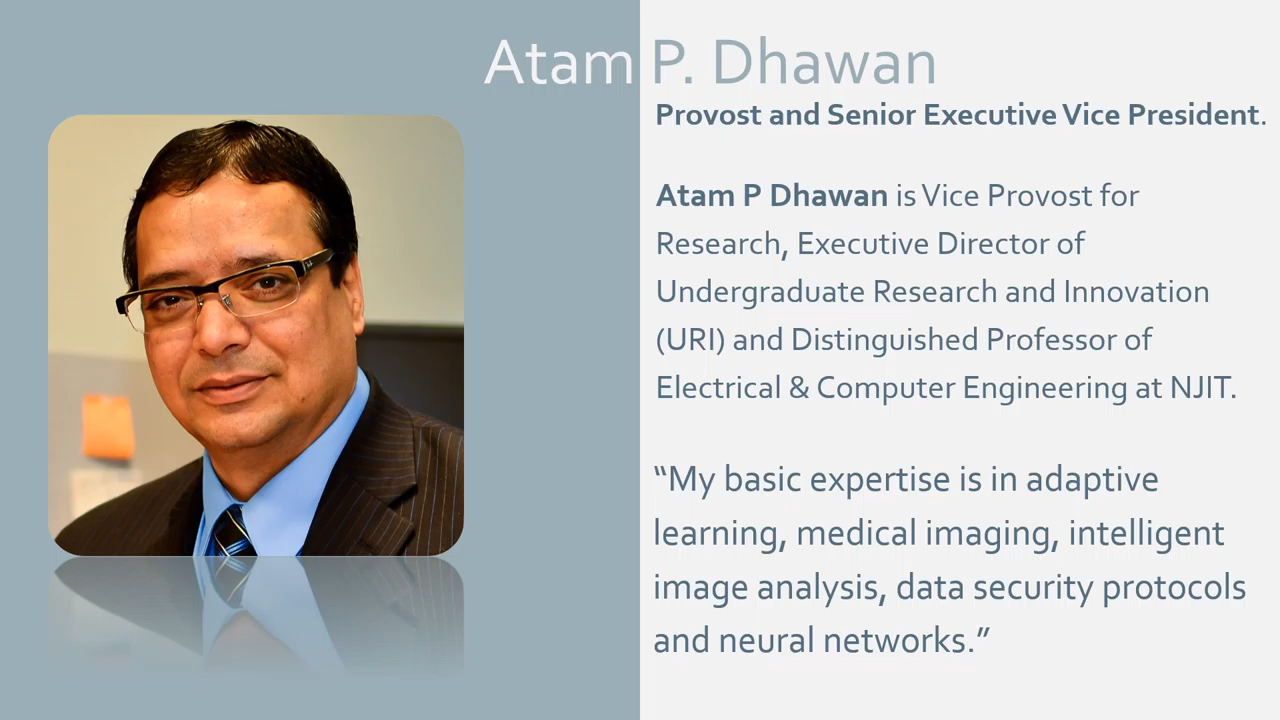 Atam P. Dhawan
Provost and Senior Executive Vice President.
Atam P Dhawan is Vice Provost for
Research, Executive Director of
Undergraduate Research and Innovation
(URI) and Distinguished Professor of
Electrical & Computer Engineering at NJIT.
“My basic expertise is in adaptive
learning, medical imaging, intelligent
image analysis, data security protocols
and neural networks.”